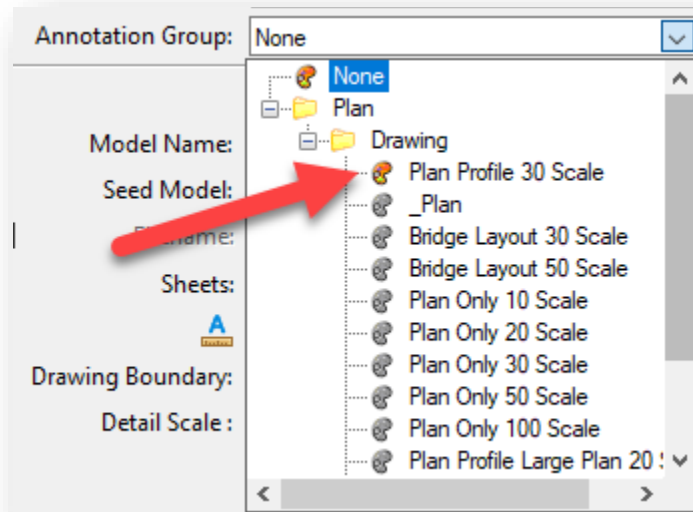 Annotation Group: None
None
Plan
Drawing
Model Name:
Plan Profile 30 Scale
Seed Model:
_Plan
Bridge Layout 30 Scale
Bridge Layout 50 Scale
Sheets:
Plan Only 10 Scale
A
Plan Only 20 Scale
Drawing Boundary:
Plan Only 30 Scale
Plan Only 50 Scale
Detail Scale :
Plan Only 100 Scale
Plan Profile Large Plan 20